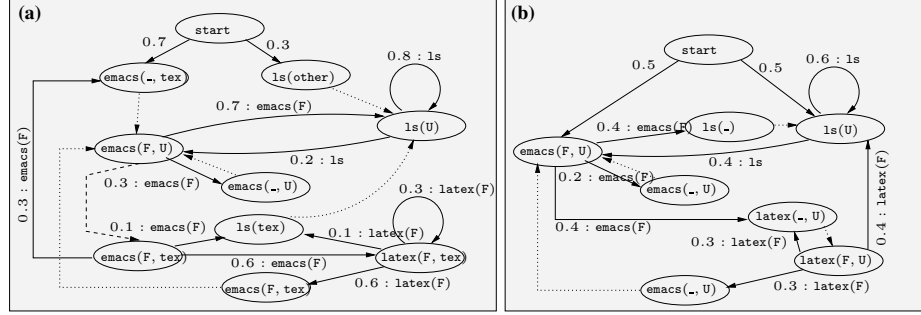 (a)
start
0.7
0.3
0.8 : ls
emacs(_, tex)
ls(other)
0.7 : emacs(F)
ls(U)
0.3 : emacs(F)
emacs(F, U)
0.2 : ls
0.3 : emacs(F)
emacs(_, U)
0.3 : latex(F)
0.1 : emacs(F)
ls(tex)
0.1 : latex(F)
emacs(F, tex)
0.6 : emacs(F)
latex(F, tex)
emacs(F, tex)
0.6 : latex(F)
(b)
start
0.5
0.5
0.6 : ls
0.4 : emacs(F)
ls(_)
ls(U)
emacs(F, U)
0.4 : ls
0.2 : emacs(F)
emacs(_, U)
0.4 : latex(F)
latex(_, U)
0.4 : emacs(F)
0.3 : latex(F)
latex(F, U)
emacs(_, U)
0.3 : latex(F)